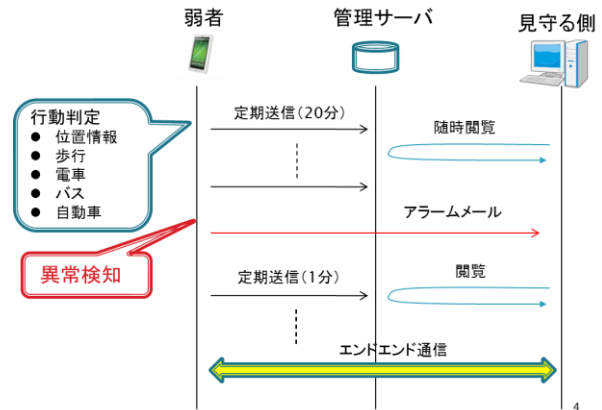 弱者
管理サーバ
見守る側
行動判定
● 位置情報
● 歩行
● 電車
● バス
● 自動車
定期送信(20分)
随時閲覧
アラームメール
異常検知
定期送信(1分)
閲覧
エンドエンド通信
4